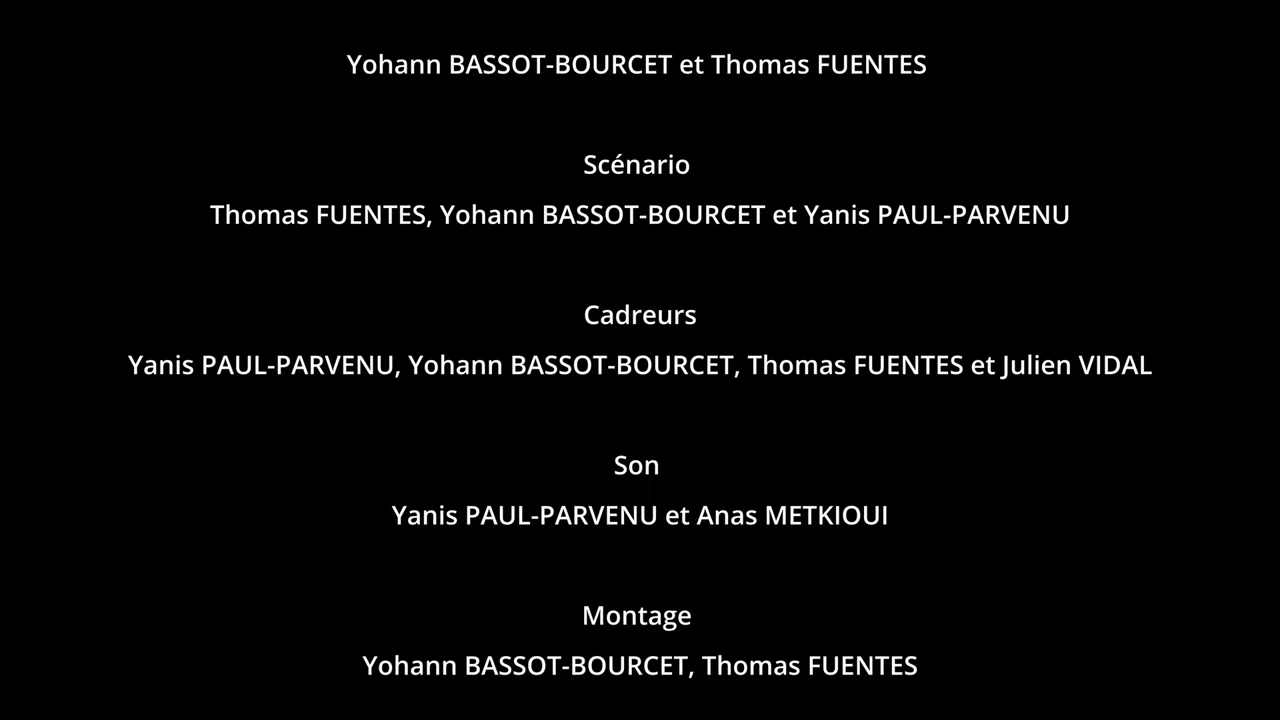 Yohann BASSOT-BOURCET et Thomas FUENTES
Scénario
Thomas FUENTES, Yohann BASSOT-BOURCET et Yanis PAUL-PARVENU
Cadreurs
Yanis PAUL-PARVENU, Yohann BASSOT-BOURCET, Thomas FUENTES et Julien VIDAL
Son
Yanis PAUL-PARVENU et Anas METKIOUI
Montage
Yohann BASSOT-BOURCET, Thomas FUENTES